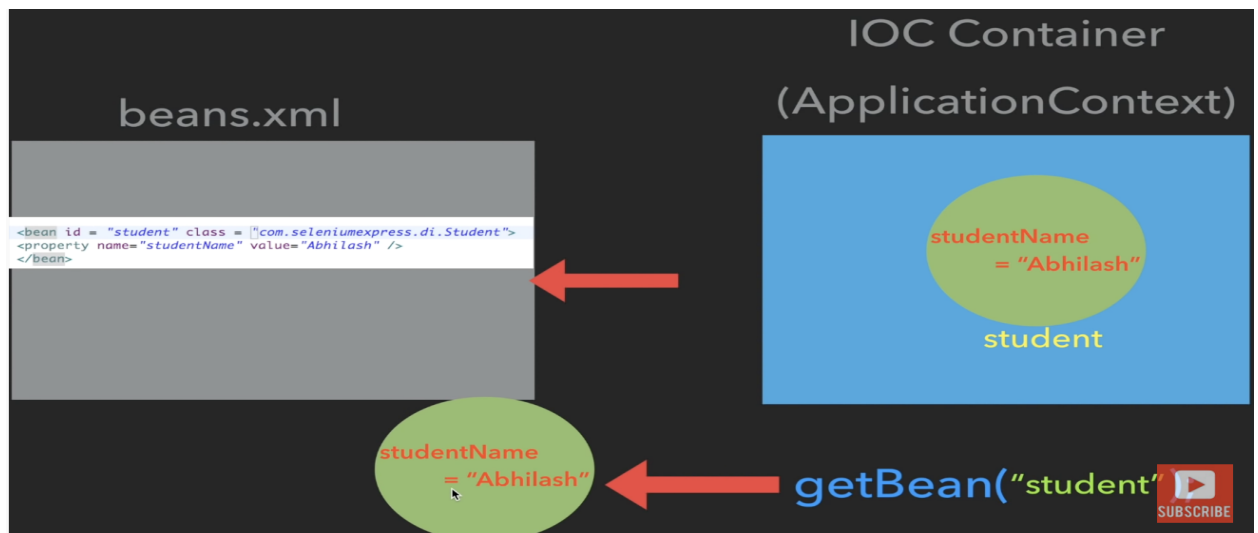 IOC Container
(ApplicationContext)
beans.xml
<bean id = "student" class = "com.seleniumexpress.di.Student">
<property name="studentName" value="Abhilash" />
</bean>
studentName
= “Abhilash”
student
studentName
= “Abhilash”
getBean(“student”);
SUBSCRIBE